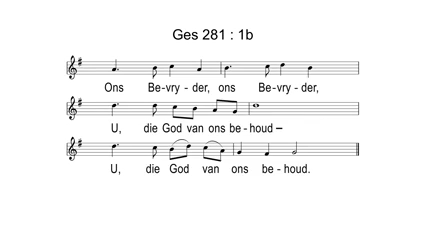 Ges 281 : 1b
Ons Be-vry-der, ons Be-vry-der,
U, die God van ons be-houd –
U, die God van ons be-houd.